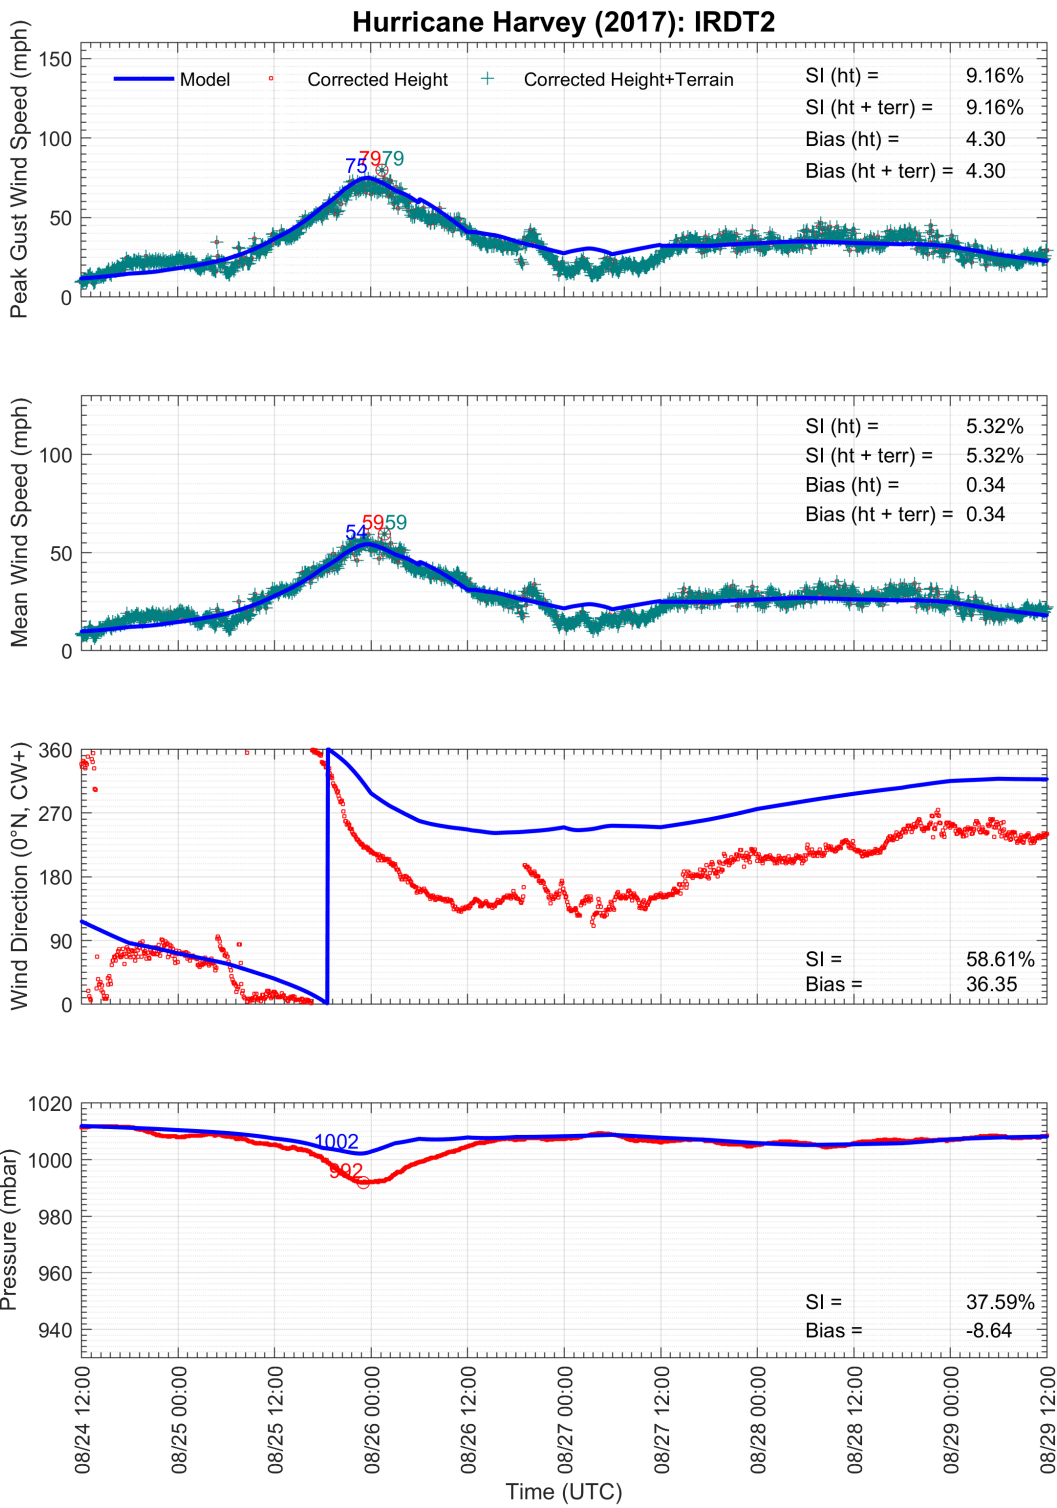 Hurricane Harvey (2017): IRDT2
Peak Gust Wind Speed (mph)
150
100
50
0
Model
Corrected Height
Corrected Height+Terrain
SI (ht) = 9.16%
SI (ht + terr) = 9.16%
Bias (ht) = 4.30
Bias (ht + terr) = 4.30
75
79
79
Mean Wind Speed (mph)
100
50
0
SI (ht) = 5.32%
SI (ht + terr) = 5.32%
Bias (ht) = 0.34
Bias (ht + terr) = 0.34
54
59
59
Wind Direction (0°N, CW+)
360
270
180
90
0
SI = 58.61%
Bias = 36.35
Pressure (mbar)
1020
1000
980
960
940
1002
992
SI = 37.59%
Bias = -8.64
08/24 12:00
08/25 00:00
08/25 12:00
08/26 00:00
08/26 12:00
08/27 00:00
08/27 12:00
08/28 00:00
08/28 12:00
08/29 00:00
08/29 12:00
Time (UTC)